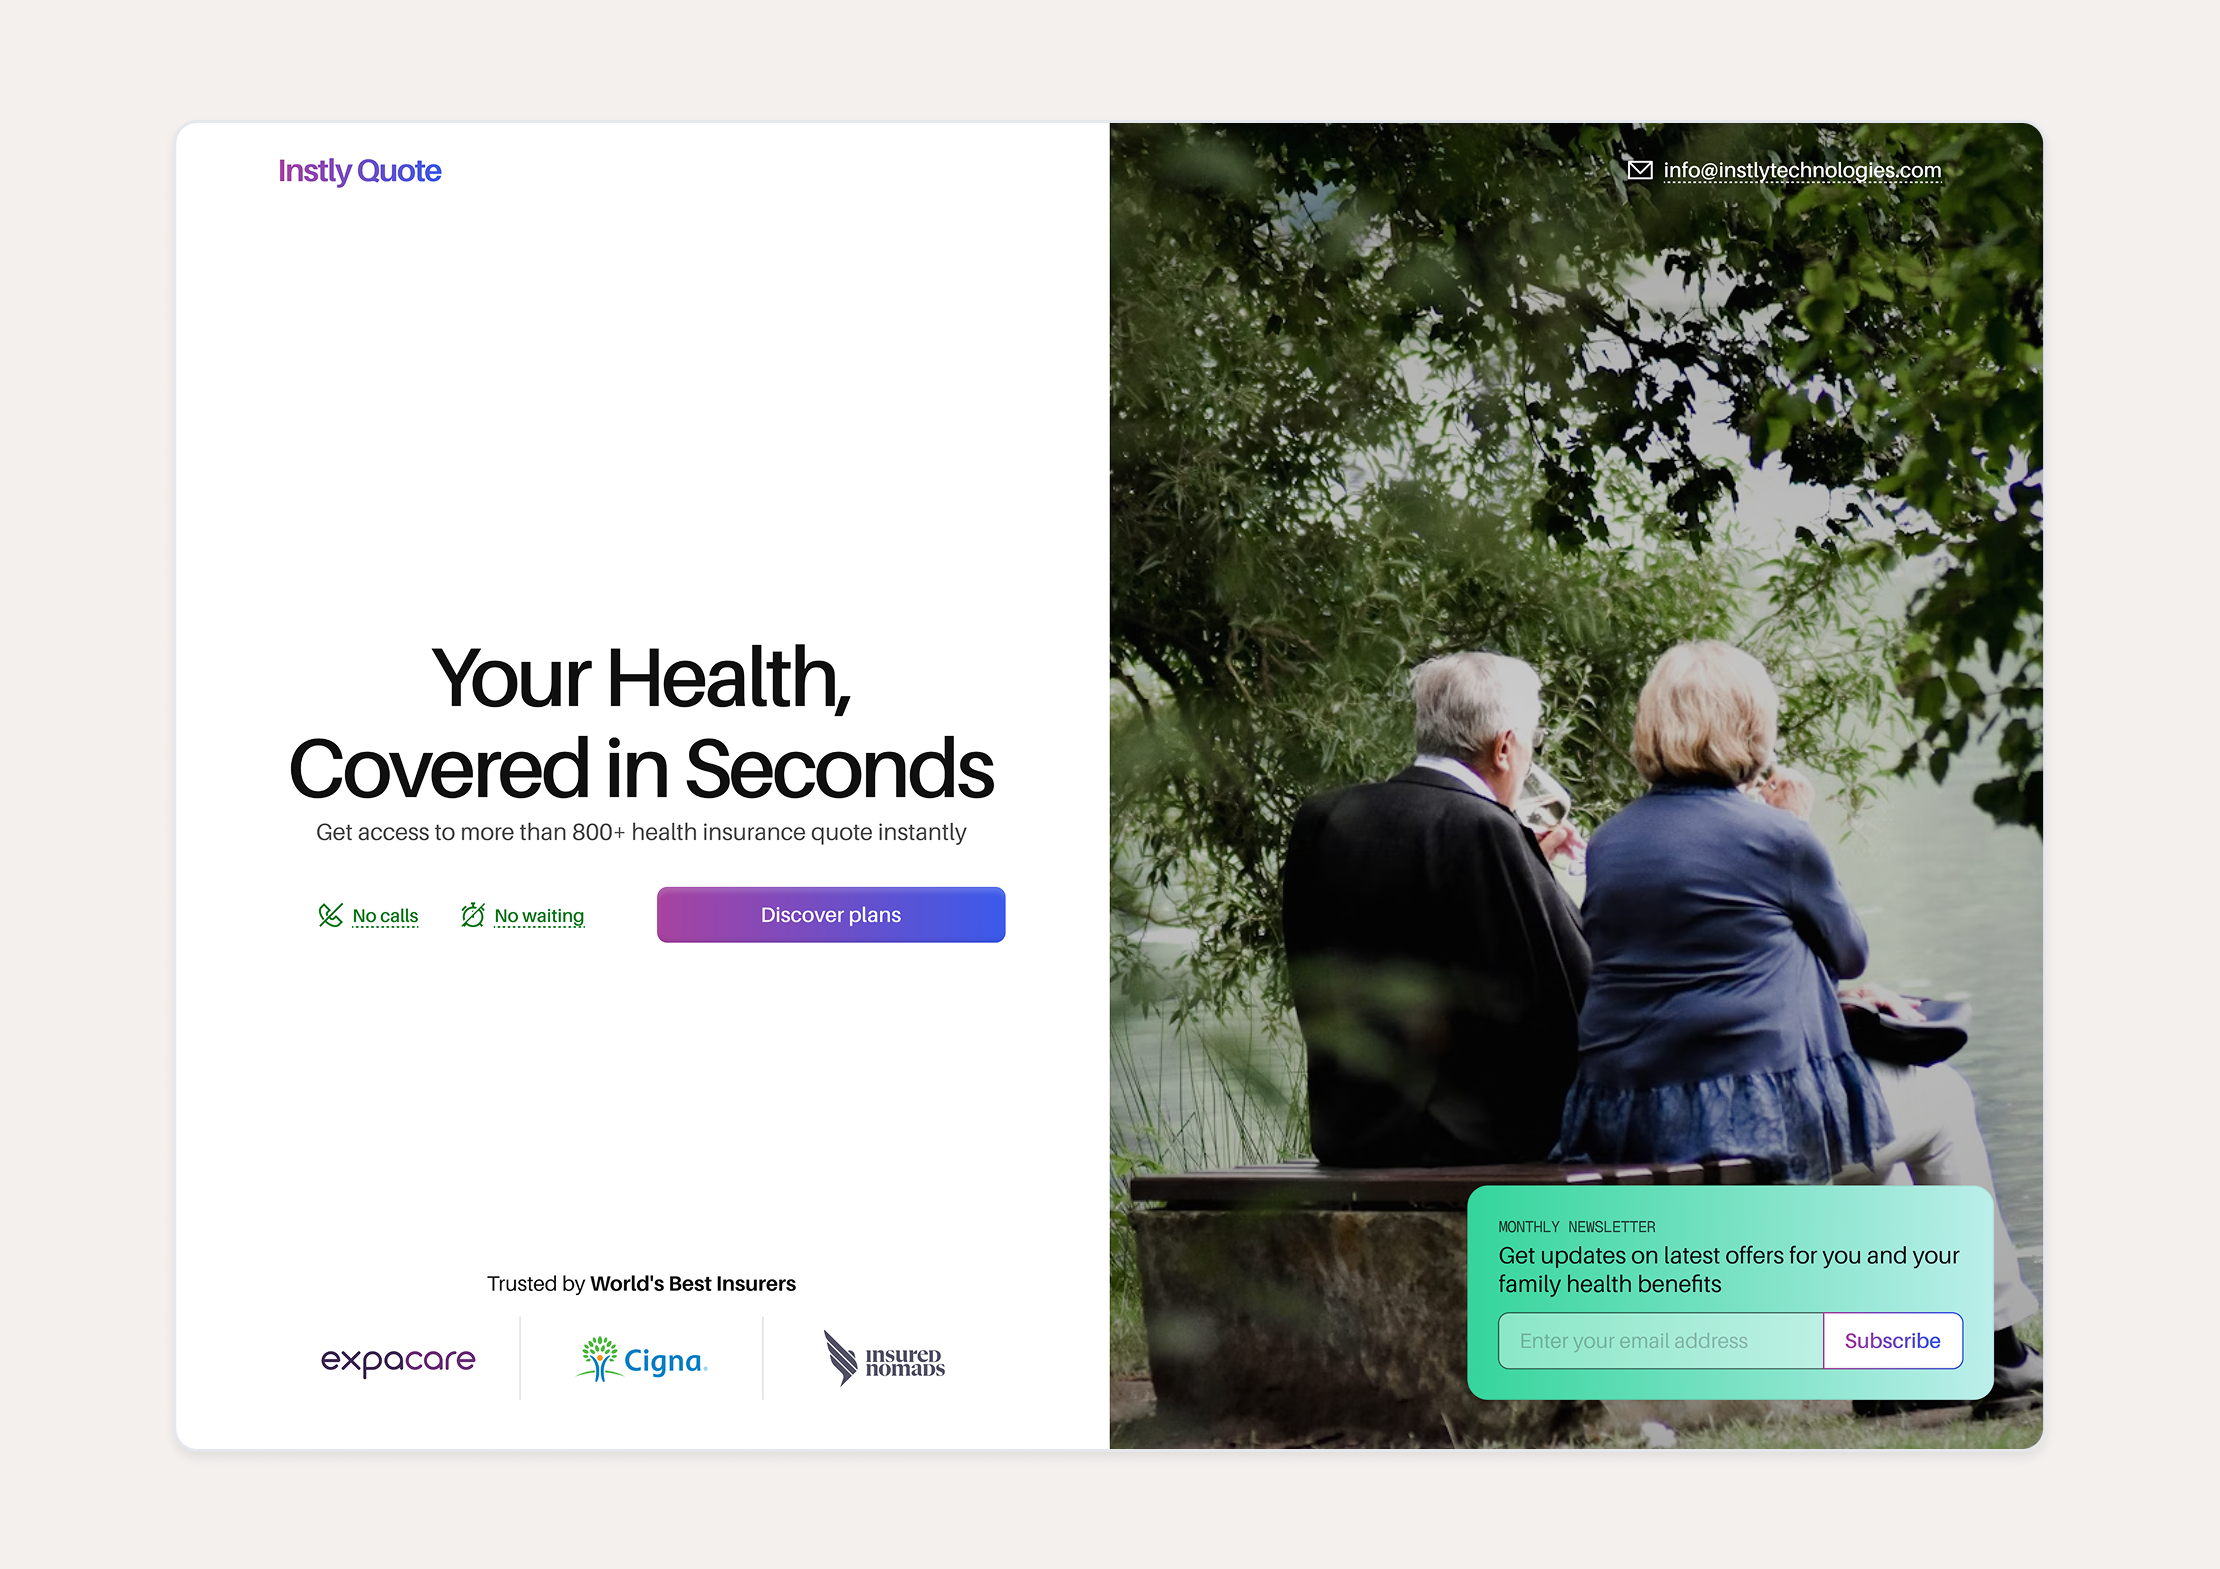 Instly Quote
info@instlytechnologies.com
Your Health,
Covered in Seconds
Get access to more than 800+ health insurance quote instantly
No calls
No waiting
Discover plans
Trusted by World's Best Insurers
expacare
Cigna
insured
nomads
MONTHLY NEWSLETTER
Get updates on latest offers for you and your
family health benefits
Enter your email address
Subscribe